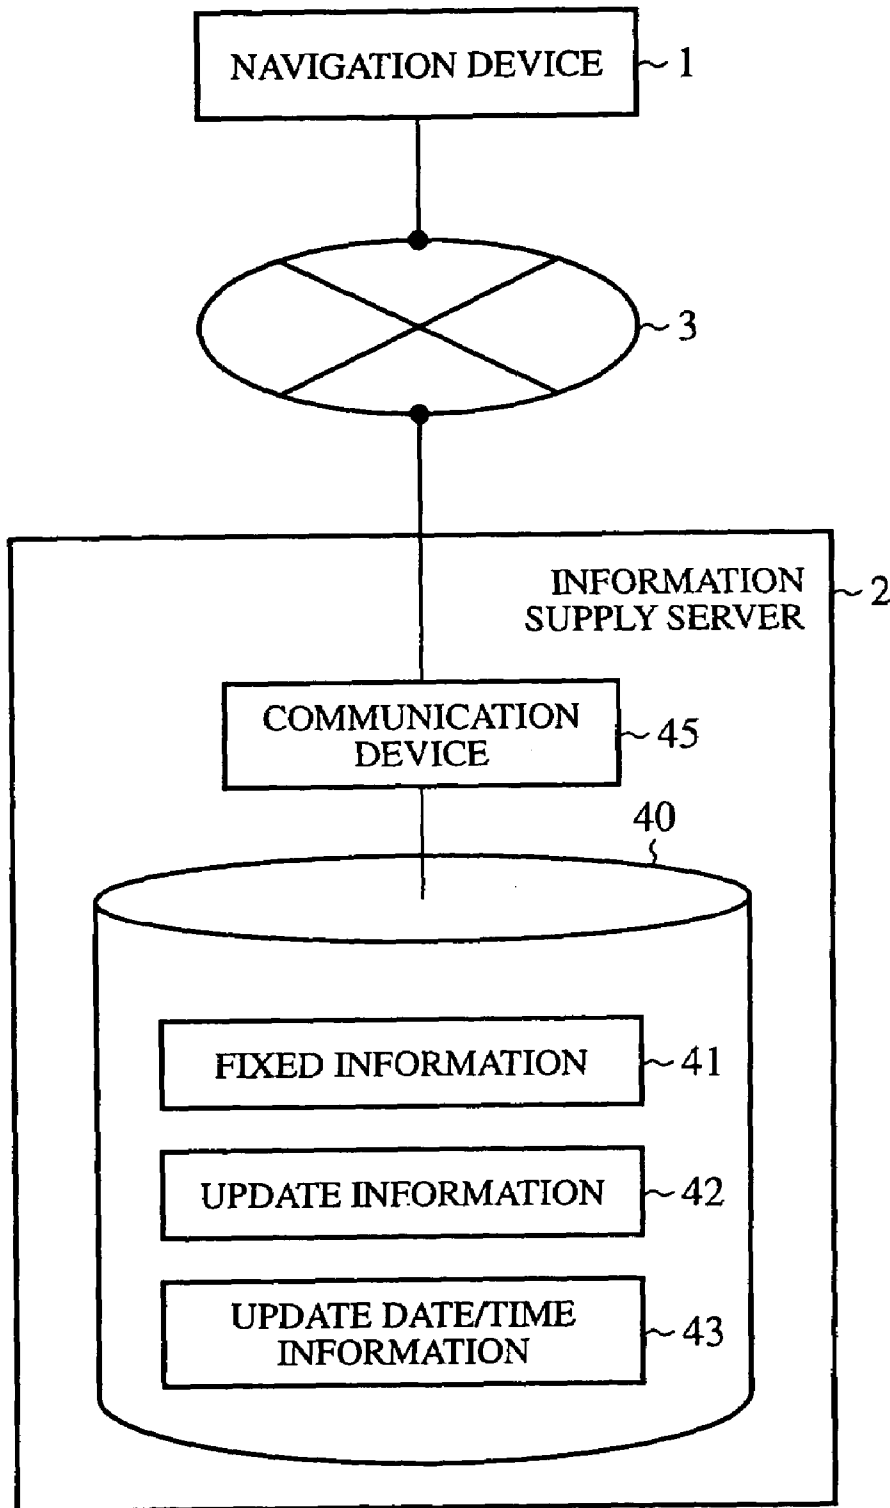 NAVIGATION DEVICE
1
3
INFORMATION
SUPPLY SERVER
2
COMMUNICATION
DEVICE
45
40
FIXED INFORMATION
41
UPDATE INFORMATION
42
UPDATE DATE/TIME
INFORMATION
43